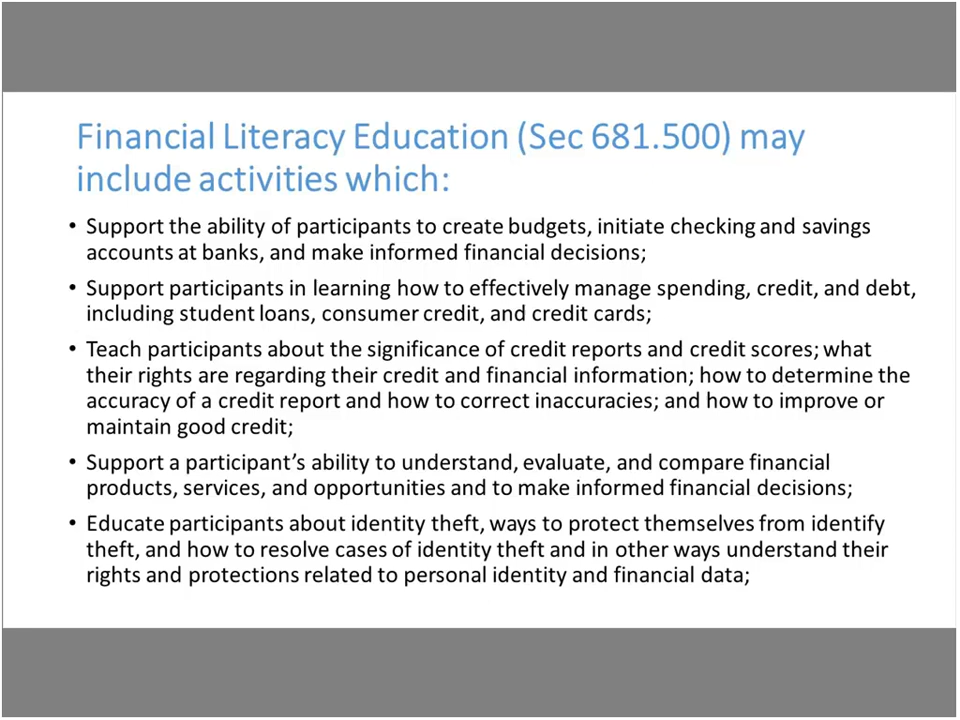 Financial Literacy Education (Sec 681.500) may
include activities which:
• Support the ability of participants to create budgets, initiate checking and savings
accounts at banks, and make informed financial decisions;
• Support participants in learning how to effectively manage spending, credit, and debt,
including student loans, consumer credit, and credit cards;
• Teach participants about the significance of credit reports and credit scores; what
their rights are regarding their credit and financial information; how to determine the
accuracy of a credit report and how to correct inaccuracies; and how to improve or
maintain good credit;
• Support a participant’s ability to understand, evaluate, and compare financial
products, services, and opportunities and to make informed financial decisions;
• Educate participants about identity theft, ways to protect themselves from identify
theft, and how to resolve cases of identity theft and in other ways understand their
rights and protections related to personal identity and financial data;